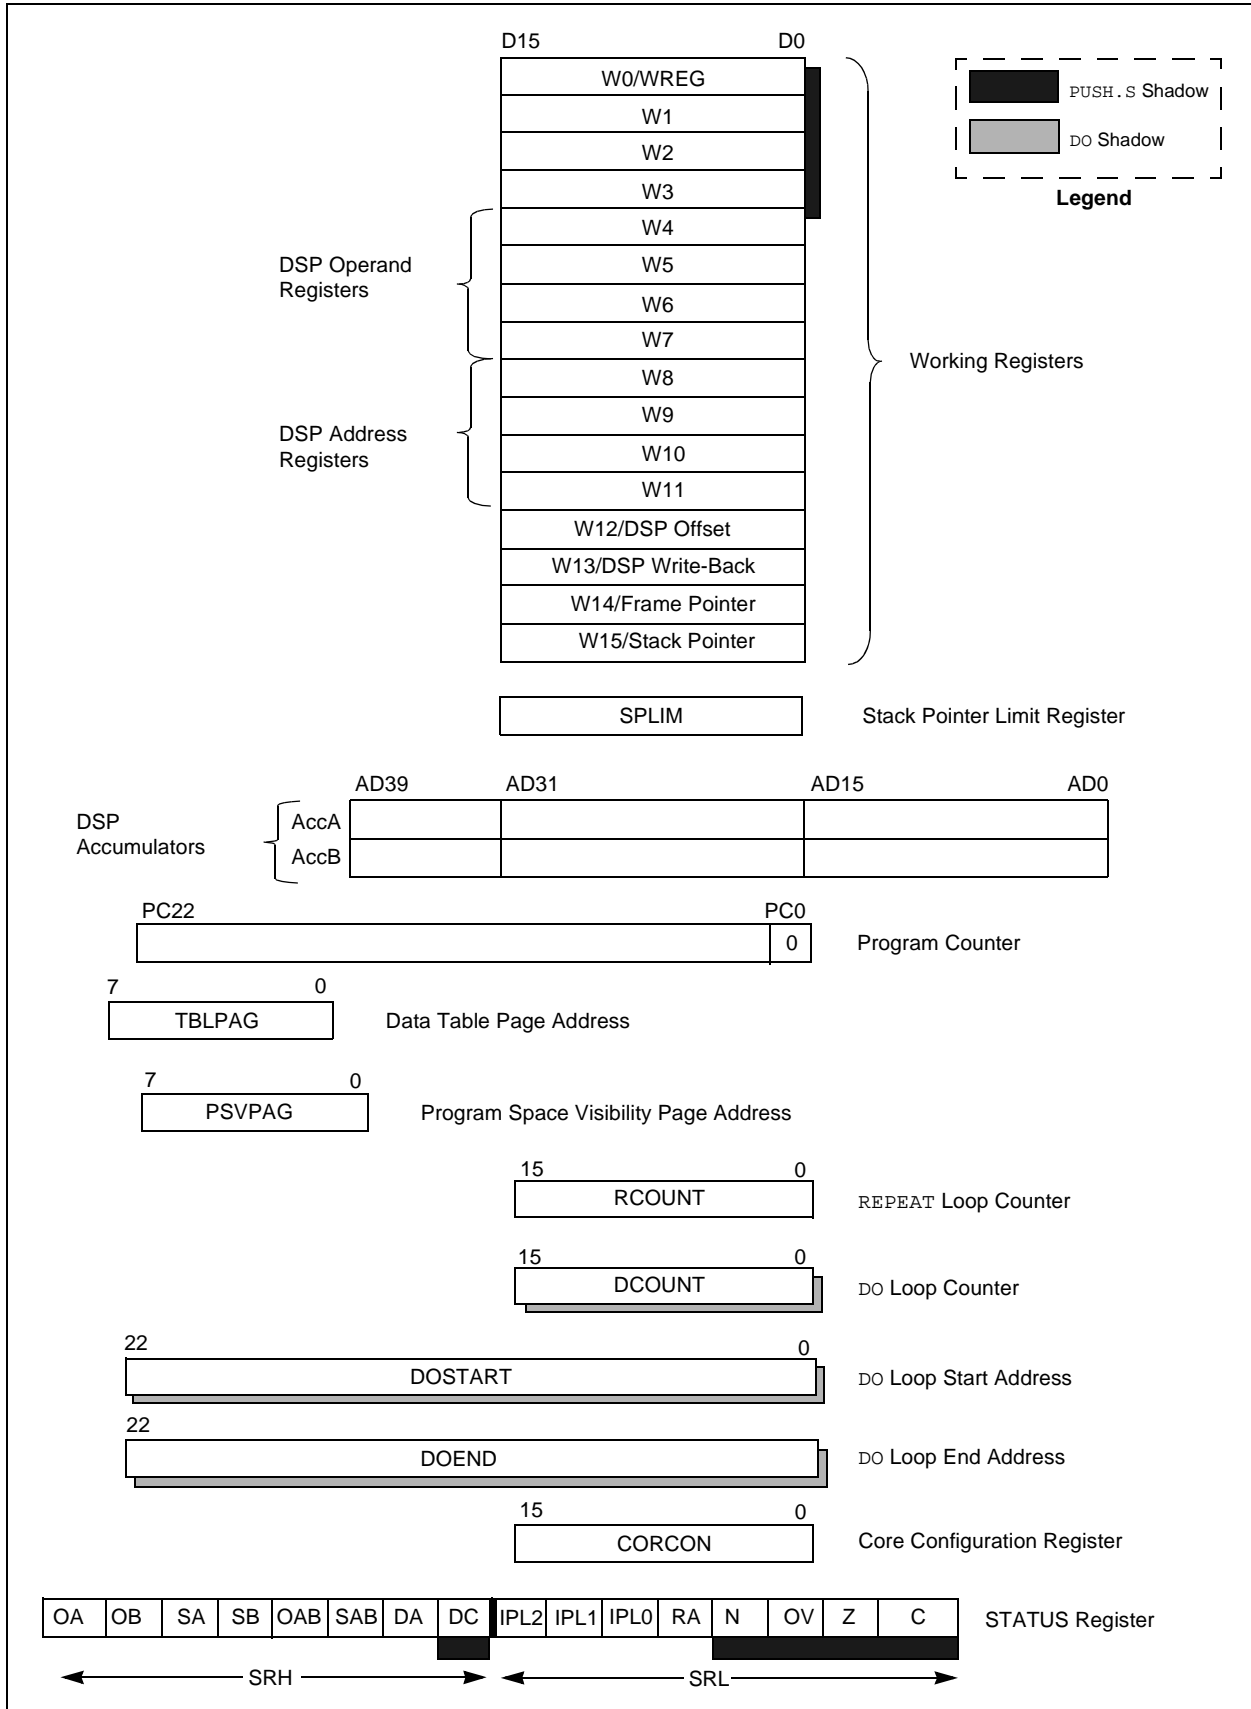 D15 D0
W0/WREG
W1
W2
W3
W4
W5
W6
W7
W8
W9
W10
W11
W12/DSP Offset
W13/DSP Write-Back
W14/Frame Pointer
W15/Stack Pointer
PUSH.S Shadow
DO Shadow
Legend
DSP Operand
Registers
DSP Address
Registers
Working Registers
SPLIM Stack Pointer Limit Register
AD39 AD31 AD15 AD0
DSP
Accumulators
AccA
AccB
PC22 PC0
0 Program Counter
7 0
TBLPAG Data Table Page Address
7 0
PSVPAG Program Space Visibility Page Address
15 0
RCOUNT REPEAT Loop Counter
15 0
DCOUNT DO Loop Counter
22 0
DOSTART DO Loop Start Address
22
DOEND DO Loop End Address
15 0
CORCON Core Configuration Register
OA OB SA SB OAB SAB DA DC IPL2 IPL1 IPL0 RA N OV Z C STATUS Register
SRH SRL